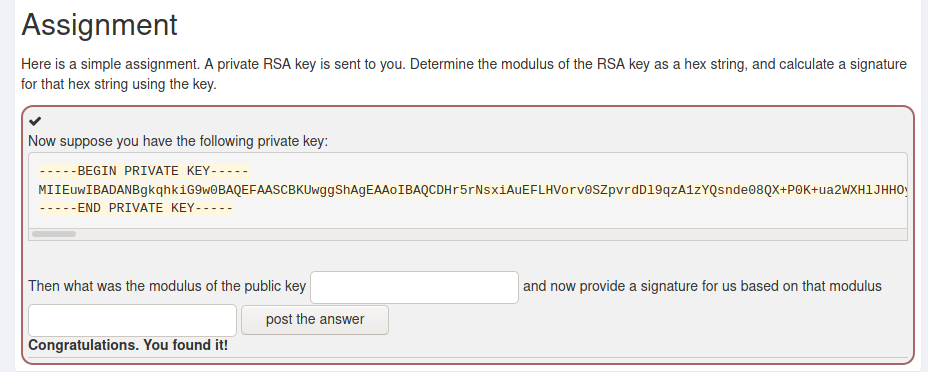 Assignment
Here is a simple assignment. A private RSA key is sent to you. Determine the modulus of the RSA key as a hex string, and calculate a signature
for that hex string using the key.
Now suppose you have the following private key:
-----BEGIN PRIVATE KEY-----
MIIEuwIBADANBgkqhkiG9w0BAQEFAASCBKUwggShAgEAAoIBAQCDHr5rNsxiAuEFLHVorv0SZpvrdDl9qzA1zYQsnde08QX+P0K+ua2WXHlJHHOy
-----END PRIVATE KEY-----
Then what was the modulus of the public key and now provide a signature for us based on that modulus
post the answer
Congratulations. You found it!